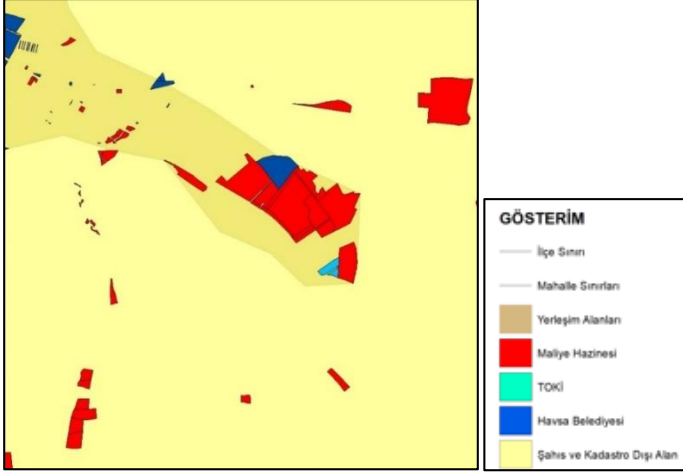 GÖSTERİM
İlçe Sınırı
Mahalle Sınırları
Yerleşim Alanları
Maliye Hazinesi
TOKİ
Havsa Belediyesi
Şahıs ve Kadastro Dışı Alan